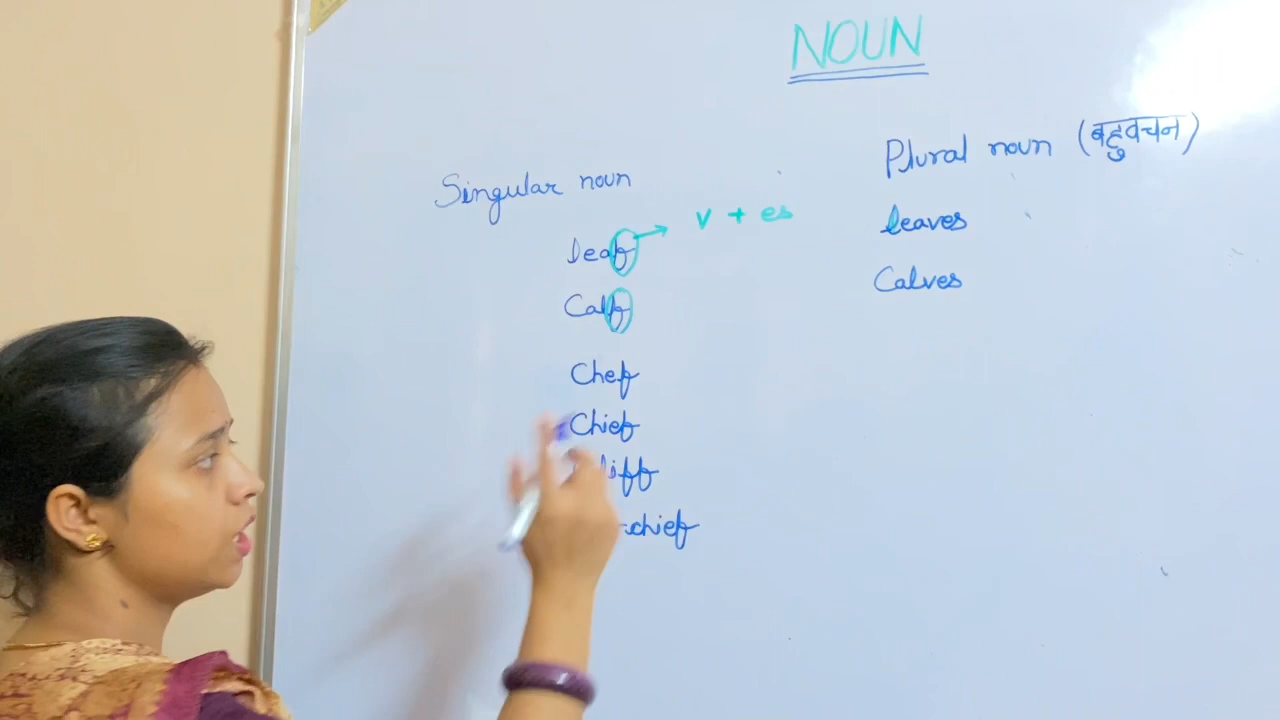 NOUN
Singular noun
Plural noun (बहुवचन)
leaf → v + es
leaves
Calf
Calves
Chef
Chief